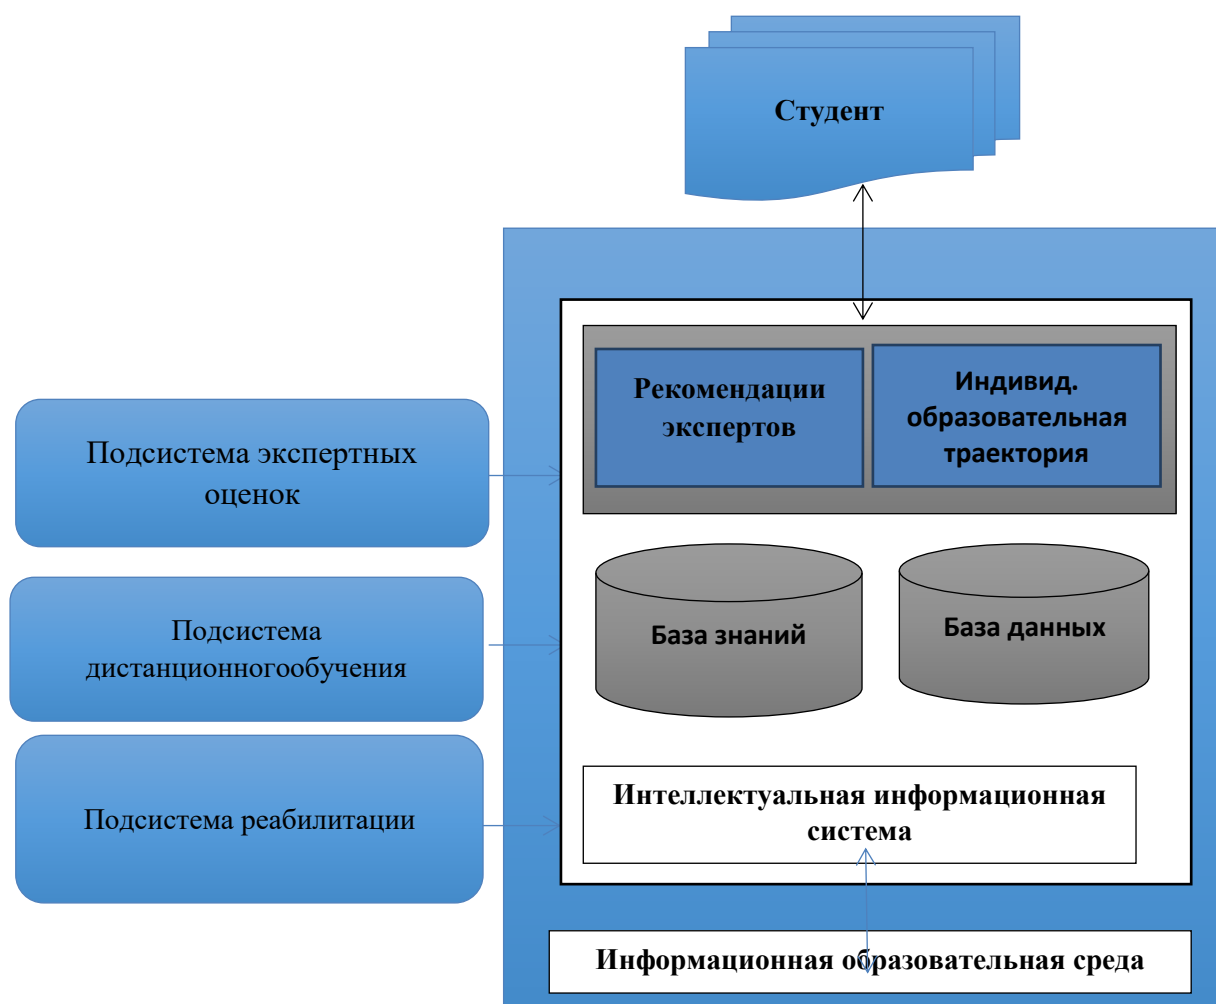 Студент
Рекомендации
экспертов
Индивид.
образовательная
траектория
Подсистема экспертных
оценок
База знаний
База данных
Подсистема
дистанционногообучения
Интеллектуальная информационная
система
Подсистема реабилитации
Информационная образовательная среда